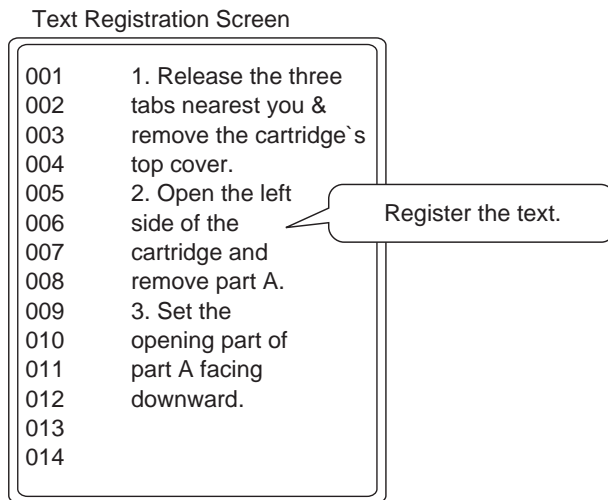 Text Registration Screen
001 1. Release the three
002 tabs nearest you &
003 remove the cartridge`s
004 top cover.
005 2. Open the left
006 side of the
007 cartridge and
008 remove part A.
009 3. Set the
010 opening part of
011 part A facing
012 downward.
013
014
Register the text.